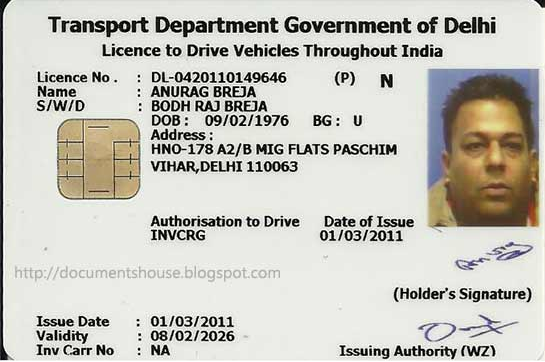 Transport Department Government of Delhi
Licence to Drive Vehicles Throughout India
Licence No. : DL-0420110149646 (P) N
Name : ANURAG BREJA
S/W/D : BODH RAJ BREJA
DOB : 09/02/1976 BG : U
Address :
HNO-178 A2/B MIG FLATS PASCHIM
VIHAR,DELHI 110063
Authorisation to Drive Date of Issue
INVCRG 01/03/2011
http://documentshouse.blogspot.com
(Holder's Signature)
Issue Date : 01/03/2011
Validity : 08/02/2026
Inv Carr No : NA
Issuing Authority (WZ)